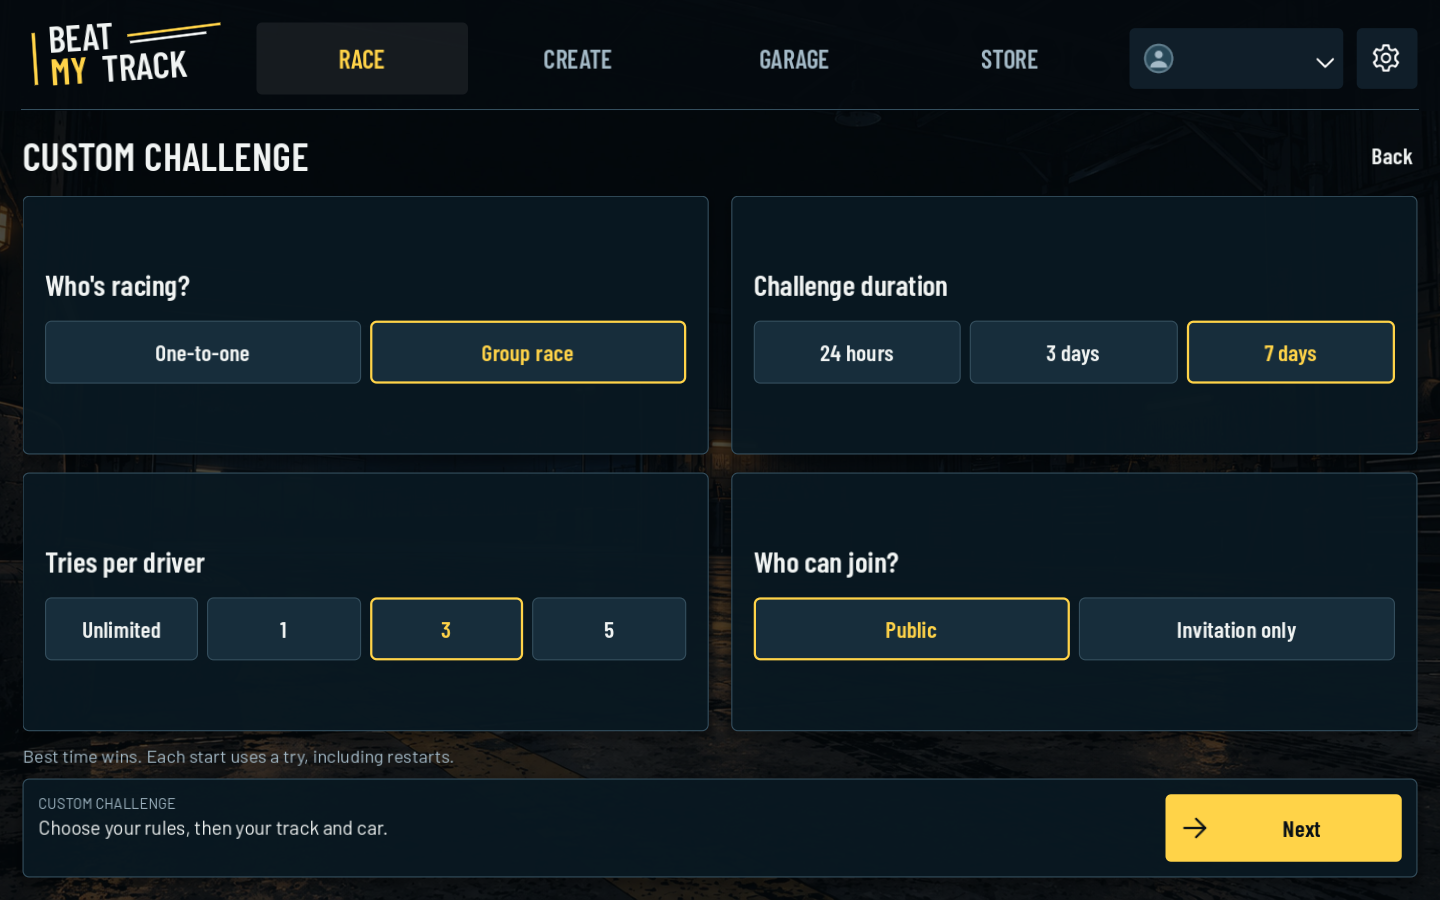 BEAT
MY TRACK
RACE
CREATE
GARAGE
STORE
CUSTOM CHALLENGE
Back
Who's racing?
One-to-one
Group race
Challenge duration
24 hours
3 days
7 days
Tries per driver
Unlimited
1
3
5
Who can join?
Public
Invitation only
Best time wins. Each start uses a try, including restarts.
CUSTOM CHALLENGE
Choose your rules, then your track and car.
Next